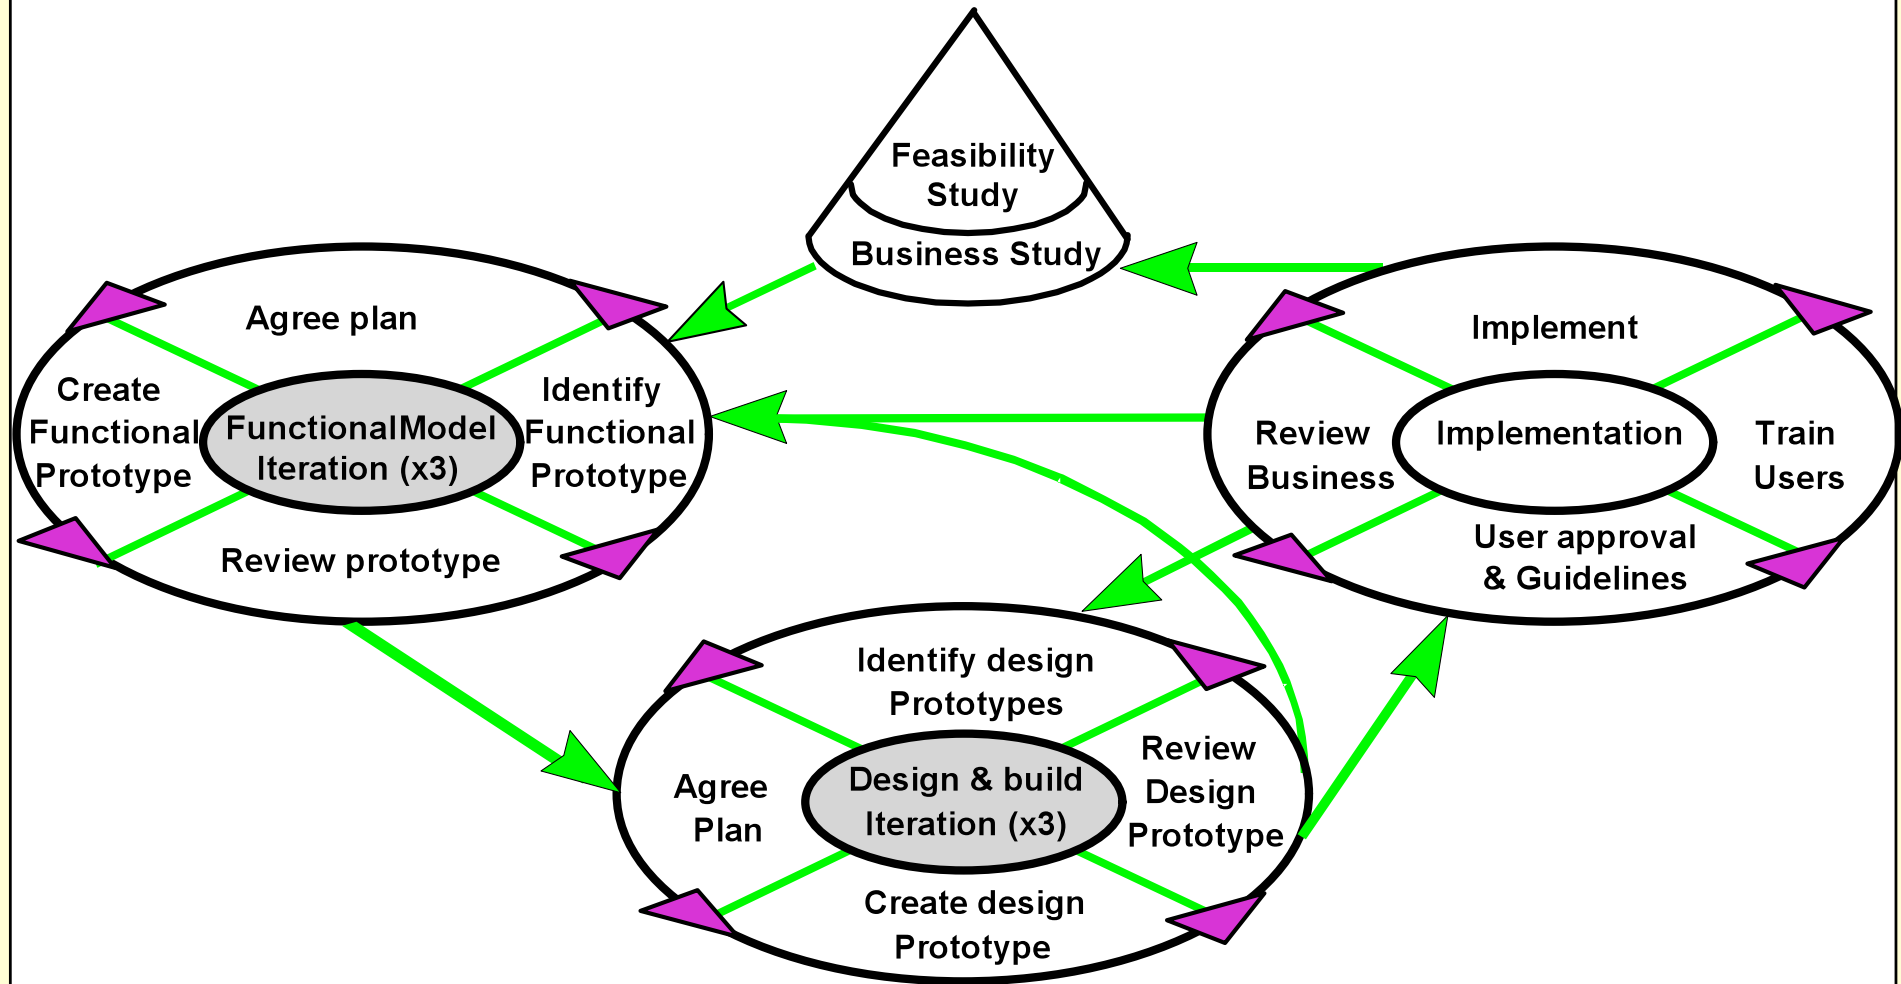 Feasibility
Study
Business Study
Agree plan
Create
Functional
Prototype
FunctionalModel
Iteration (x3)
Identify
Functional
Prototype
Review prototype
Implement
Review
Business
Implementation
Train
Users
User approval
& Guidelines
Identify design
Prototypes
Agree
Plan
Design & build
Iteration (x3)
Review
Design
Prototype
Create design
Prototype